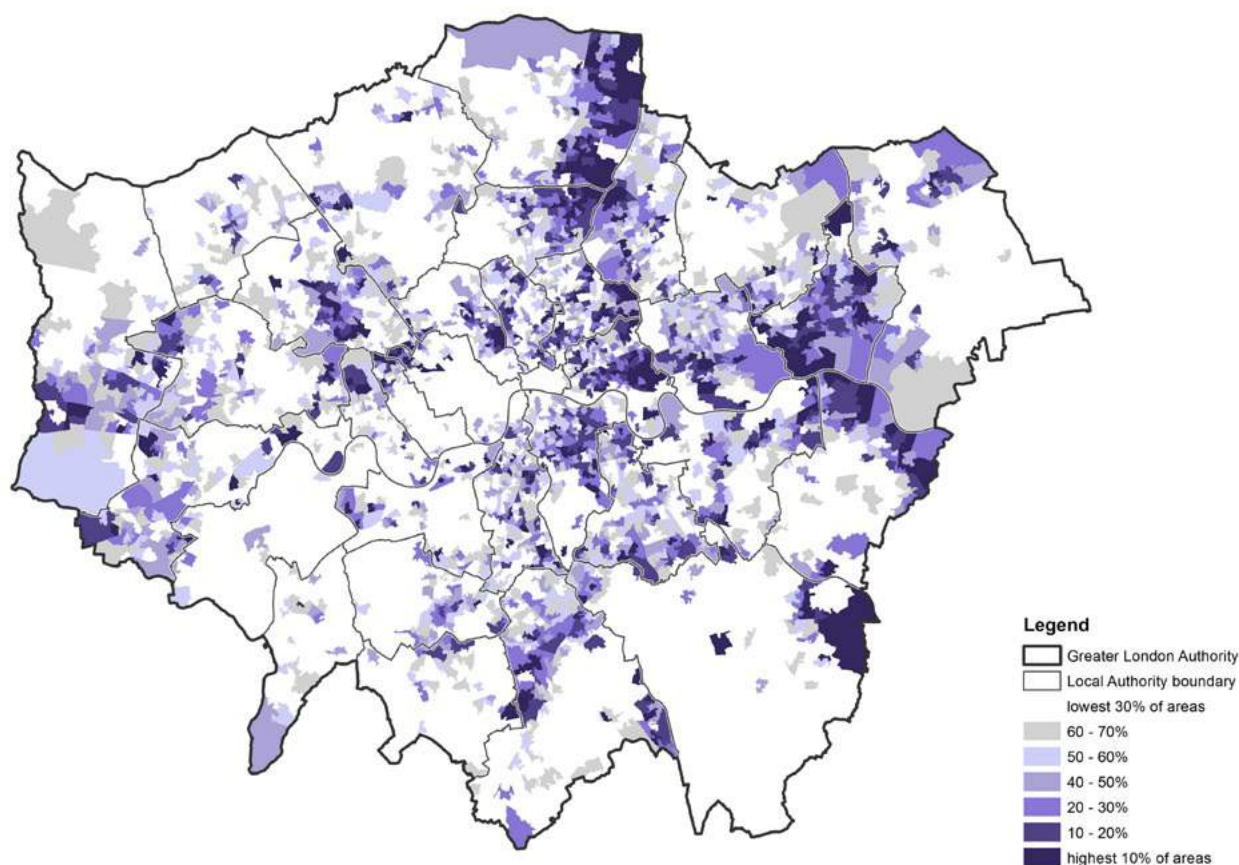 Legend
Greater London Authority
Local Authority boundary
lowest 30% of areas
60 - 70%
50 - 60%
40 - 50%
20 - 30%
10 - 20%
highest 10% of areas